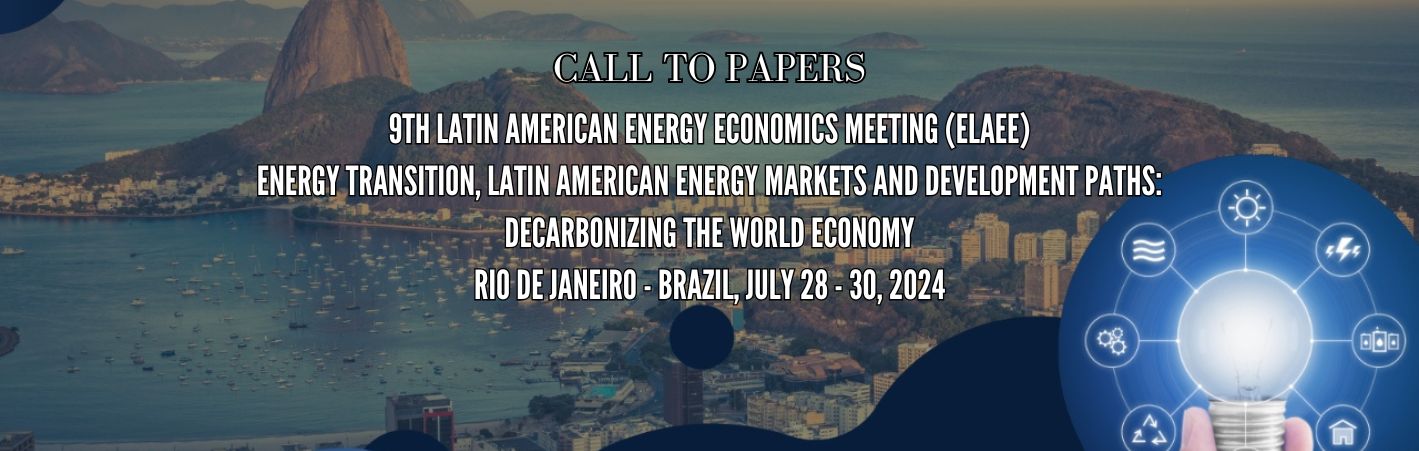 CALL TO PAPERS
9TH LATIN AMERICAN ENERGY ECONOMICS MEETING (ELAEE)
ENERGY TRANSITION, LATIN AMERICAN ENERGY MARKETS AND DEVELOPMENT PATHS:
DECARBONIZING THE WORLD ECONOMY
RIO DE JANEIRO - BRAZIL, JULY 28 - 30, 2024